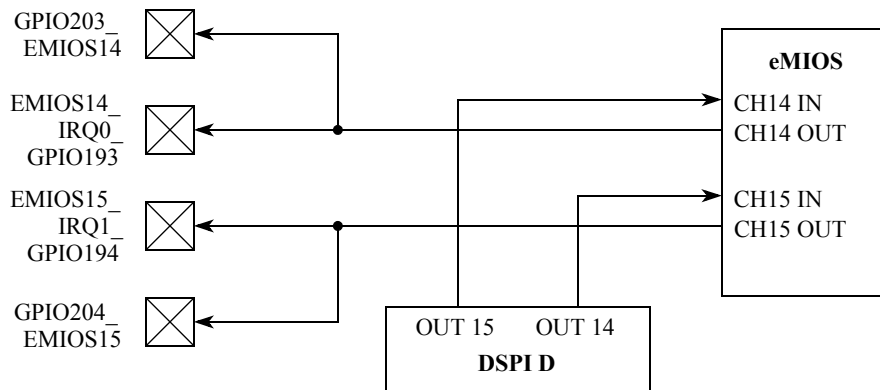 GPIO203_
EMIOS14
EMIOS14_
IRQ0_
GPIO193
EMIOS15_
IRQ1_
GPIO194
GPIO204_
EMIOS15
eMIOS
CH14 IN
CH14 OUT
CH15 IN
CH15 OUT
OUT 15 OUT 14
DSPI D